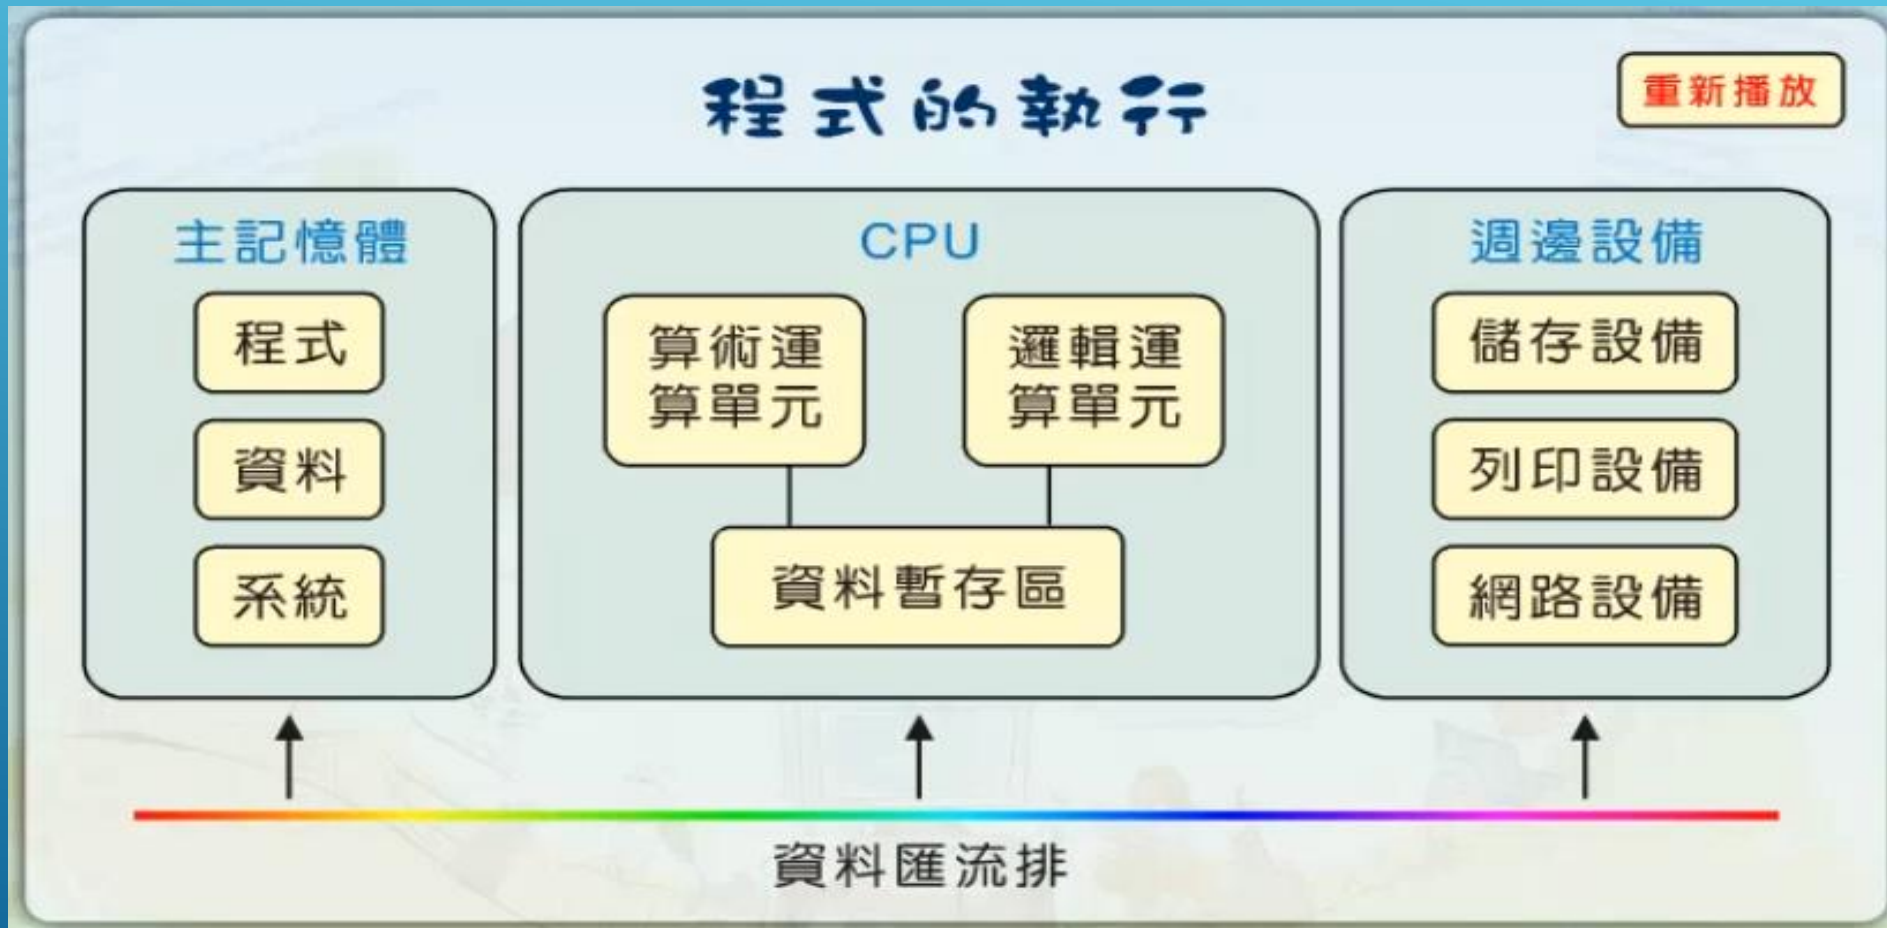 程式的執行
重新播放
主記憶體
程式
資料
系統
CPU
算術運
算單元
邏輯運
算單元
資料暫存區
週邊設備
儲存設備
列印設備
網路設備
資料匯流排